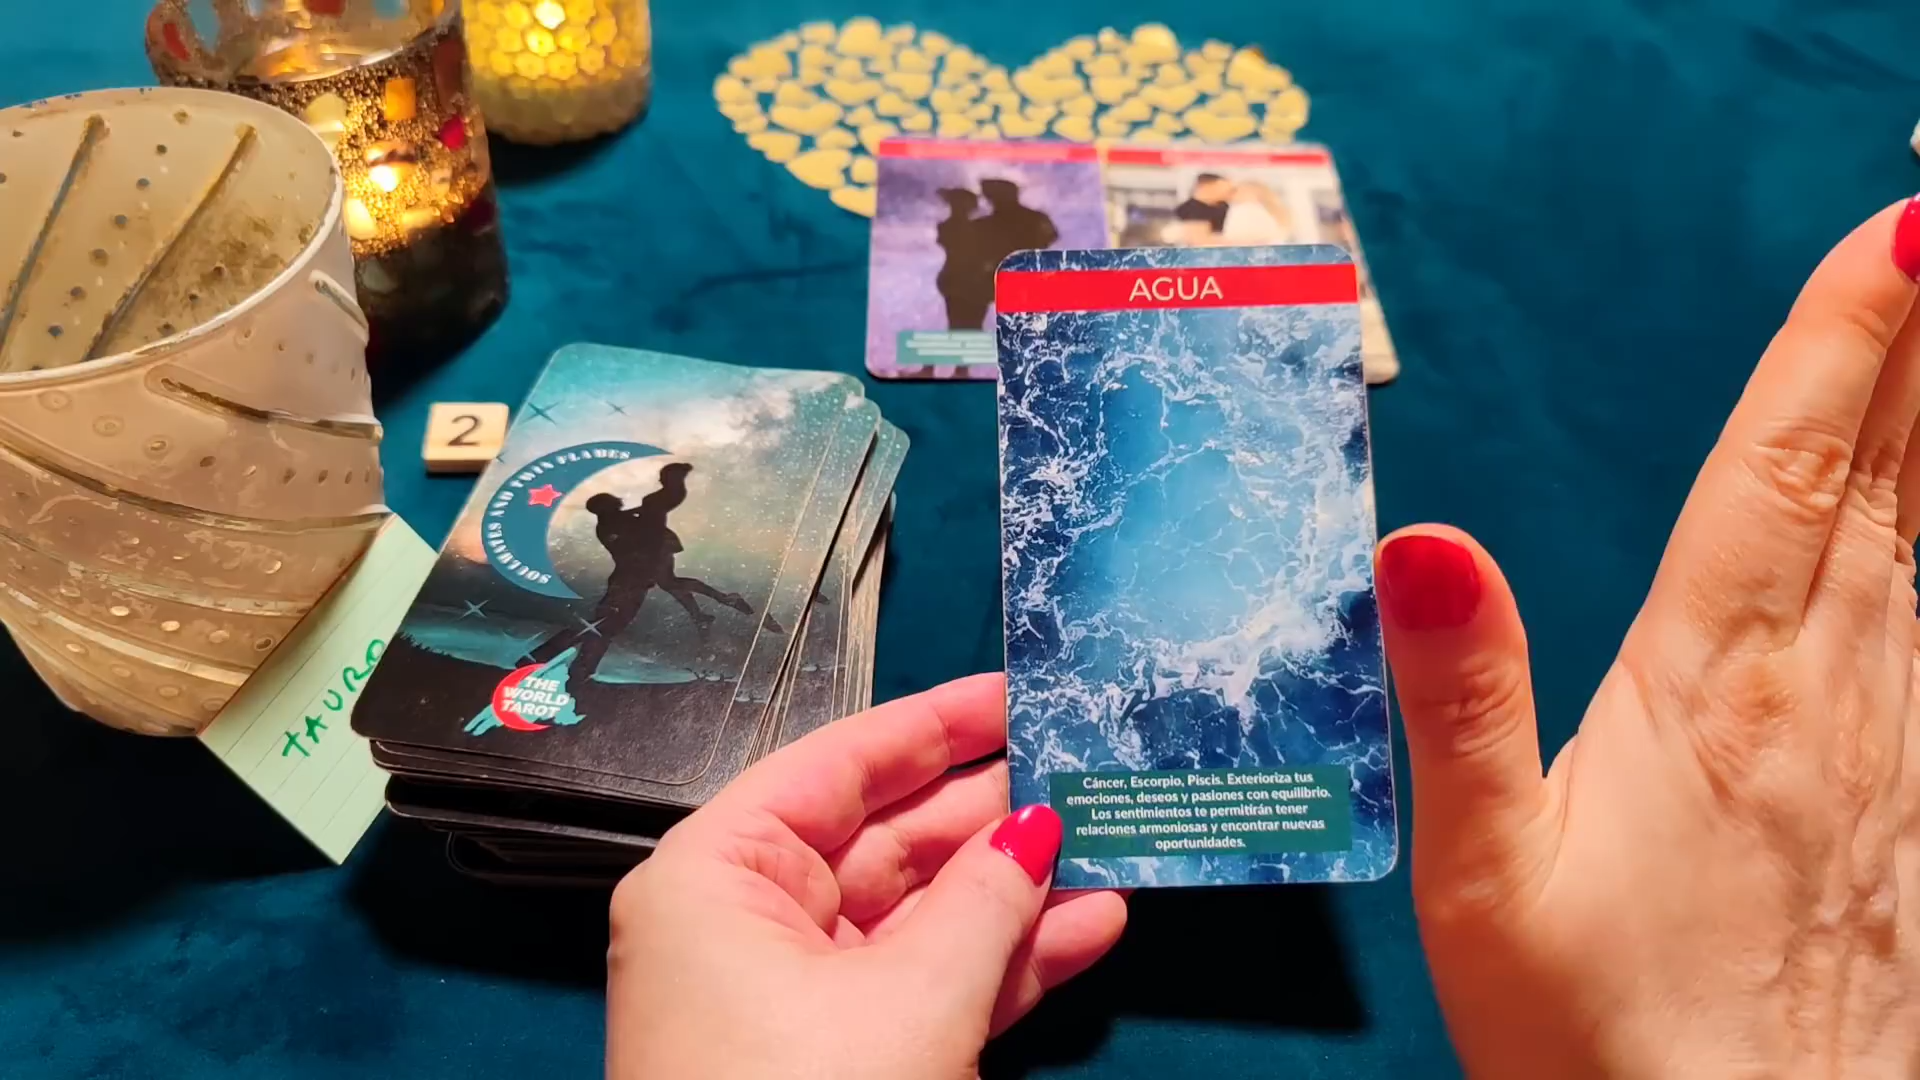 AGUA
Cáncer, Escorpio, Piscis. Exterioriza tus
emociones, deseos y pasiones con equilibrio.
Los sentimientos te permitirán tener
relaciones armoniosas y encontrar nuevas
oportunidades.
2
SOULMATES AND TWIN FLAMES
THE
WORLD
TAROT
TAURO